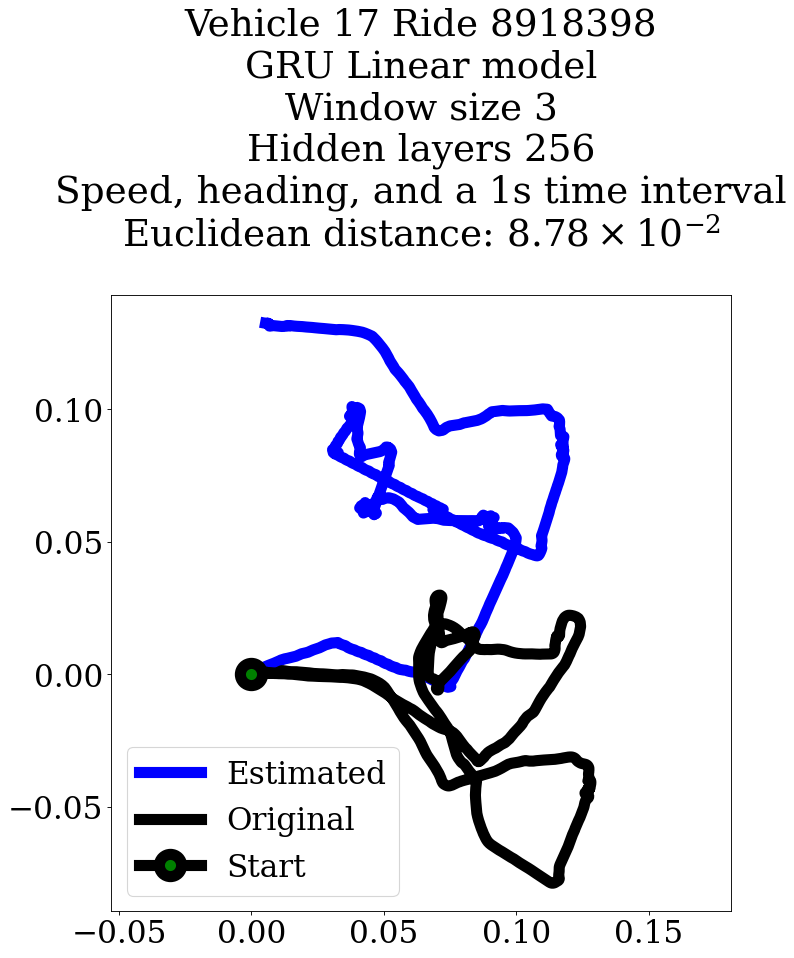 Vehicle 17 Ride 8918398
GRU Linear model
Window size 3
Hidden layers 256
Speed, heading, and a 1s time interval
Euclidean distance: 8.78 × 10⁻²
0.10
0.05
0.00
−0.05
Estimated
Original
Start
−0.05 0.00 0.05 0.10 0.15